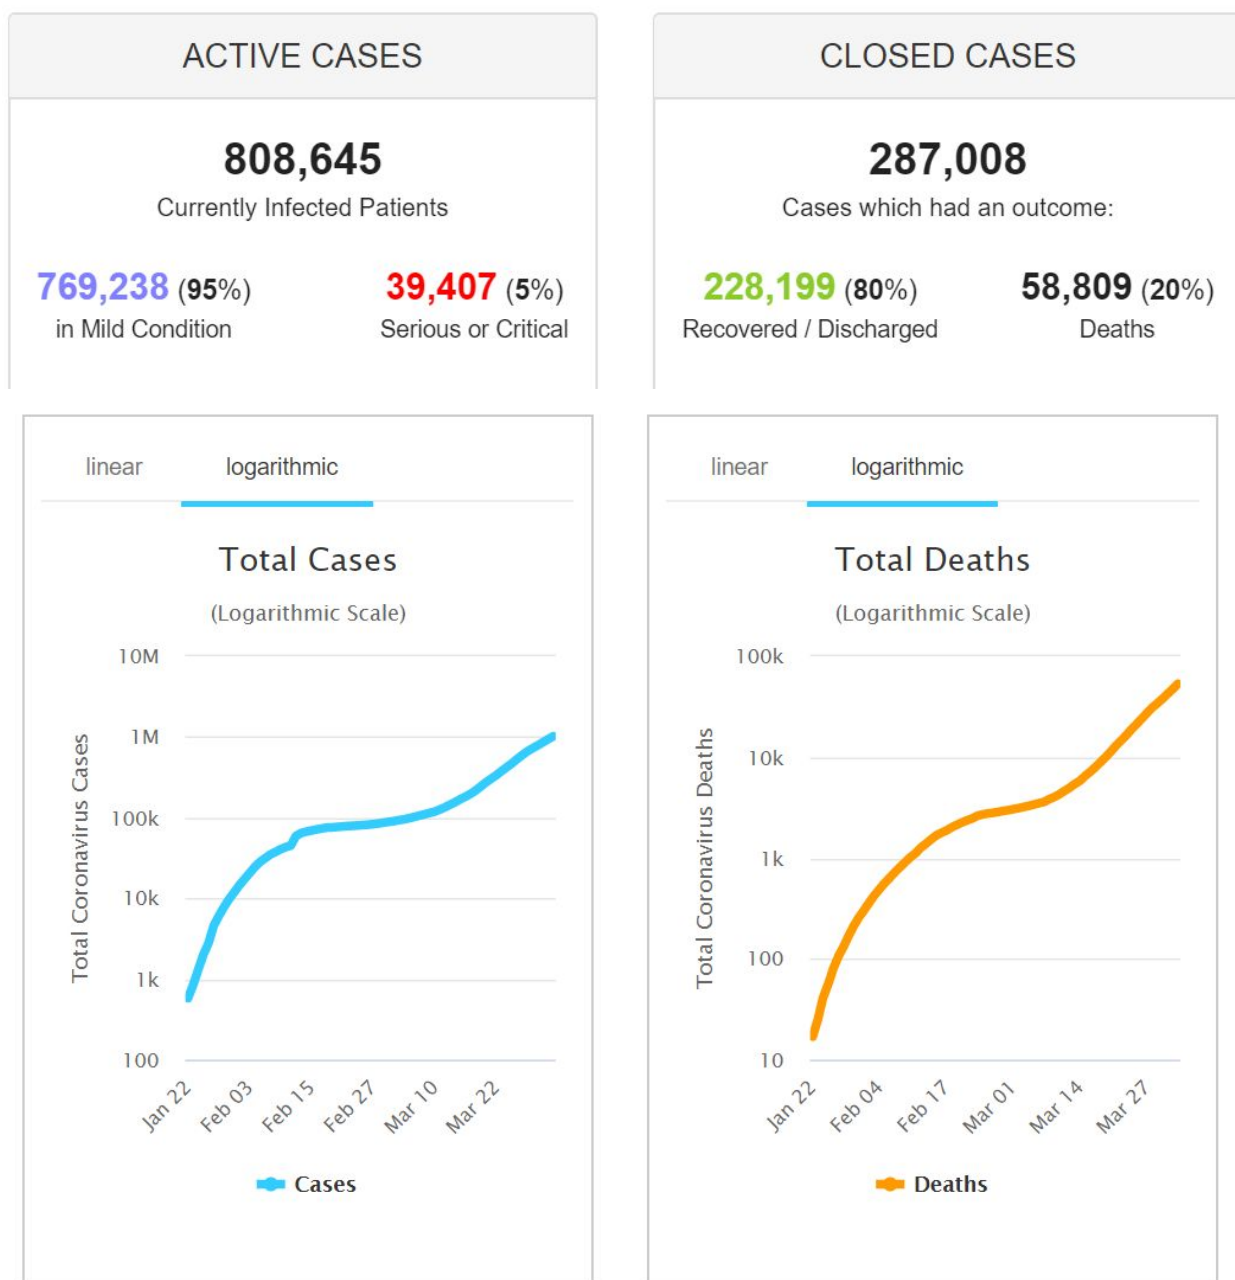 ACTIVE CASES
808,645
Currently Infected Patients
769,238 (95%)
in Mild Condition
39,407 (5%)
Serious or Critical
CLOSED CASES
287,008
Cases which had an outcome:
228,199 (80%)
Recovered / Discharged
58,809 (20%)
Deaths
linear logarithmic
Total Cases
(Logarithmic Scale)
Total Coronavirus Cases
10M
1M
100k
10k
1k
100
Jan 22 Feb 03 Feb 15 Feb 27 Mar 10 Mar 22
Cases
linear logarithmic
Total Deaths
(Logarithmic Scale)
Total Coronavirus Deaths
100k
10k
1k
100
10
Jan 22 Feb 04 Feb 17 Mar 01 Mar 14 Mar 27
Deaths